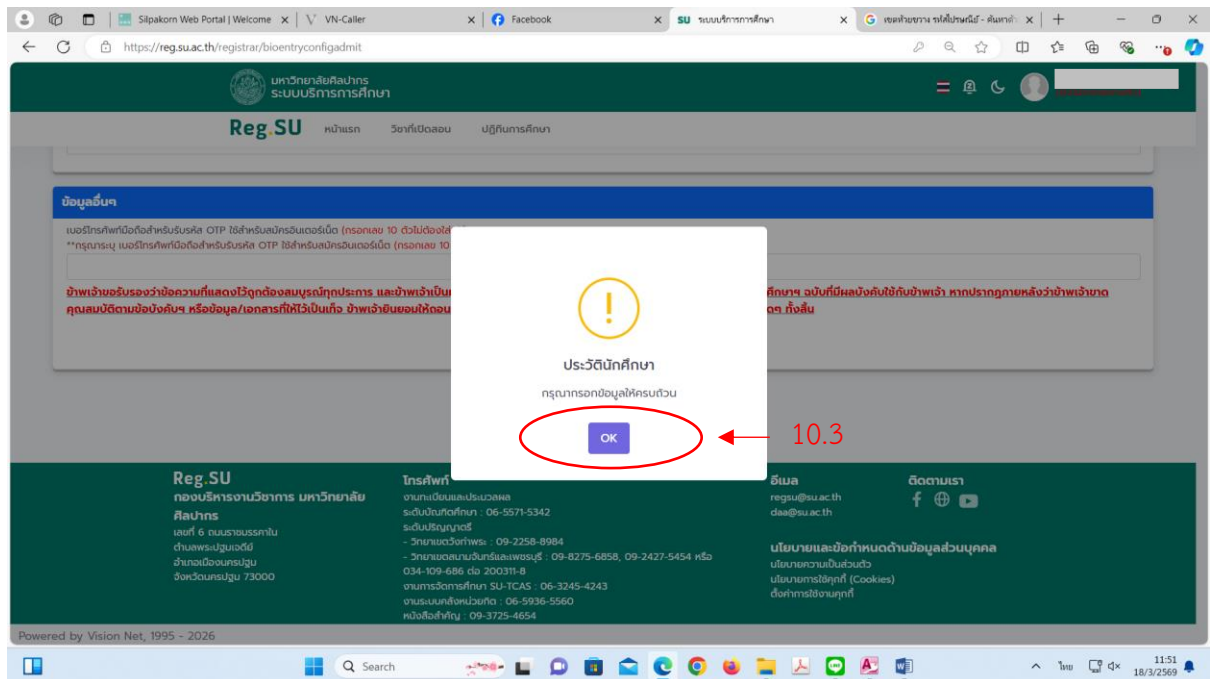 Silpakorn Web Portal | Welcome
VN-Caller
Facebook
SU ระบบบริการการศึกษา
เขตห้วยขวาง รหัสไปรษณีย์ - ค้นหาด้
https://reg.su.ac.th/registrar/bioentryconfigadmit
มหาวิทยาลัยศิลปากร
ระบบบริการการศึกษา
Reg.SU หน้าแรก วิชาที่เปิดสอน ปฏิทินการศึกษา
ข้อมูลอื่นๆ
เบอร์โทรศัพท์มือถือสำหรับรับรหัส OTP ใช้สำหรับสมัครอินเตอร์เน็ต (กรอกเลข 10 ตัวไม่ต้องใส่
**กรุณาระบุ เบอร์โทรศัพท์มือถือสำหรับรับรหัส OTP ใช้สำหรับสมัครอินเตอร์เน็ต (กรอกเลข 10
ข้าพเจ้าขอรับรองว่าข้อความที่แสดงไว้ถูกต้องสมบูรณ์ทุกประการ และข้าพเจ้าเป็น ศึกษาฯ ฉบับที่มีผลบังคับใช้กับข้าพเจ้า หากปรากฏภายหลังว่าข้าพเจ้าขาด
คุณสมบัติตามข้อบังคับฯ หรือข้อมูล/เอกสารที่ให้ไว้เป็นเท็จ ข้าพเจ้ายินยอมให้ถอน ดๆ ทั้งสิ้น
ประวัตินักศึกษา
กรุณากรอกข้อมูลให้ครบถ้วน
OK
10.3
Reg.SU
กองบริหารงานวิชาการ มหาวิทยาลัย
ศิลปากร
เลขที่ 6 ถนนราชมรรคาใน
ตำบลพระปฐมเจดีย์
อำเภอเมืองนครปฐม
จังหวัดนครปฐม 73000
โทรศัพท์
งานทะเบียนและประมวลผล
ระดับบัณฑิตศึกษา : 06-5571-5342
ระดับปริญญาตรี
- วิทยาเขตวังท่าพระ : 09-2258-8984
- วิทยาเขตสนามจันทร์และเพชรบุรี : 09-8275-6858, 09-2427-5454 หรือ
034-109-686 ต่อ 200311-8
งานการจัดการศึกษา SU-TCAS : 06-3245-4243
งานระบบคลังหน่วยกิต : 06-5936-5560
หนังสือสำคัญ : 09-3725-4654
อีเมล
regsu@su.ac.th
daa@su.ac.th
ติดตามเรา
นโยบายและข้อกำหนดด้านข้อมูลส่วนบุคคล
นโยบายความเป็นส่วนตัว
นโยบายการใช้คุกกี้ (Cookies)
ตั้งค่าการใช้งานคุกกี้
Powered by Vision Net, 1995 - 2026
Search
ไทย
11:51
18/3/2569